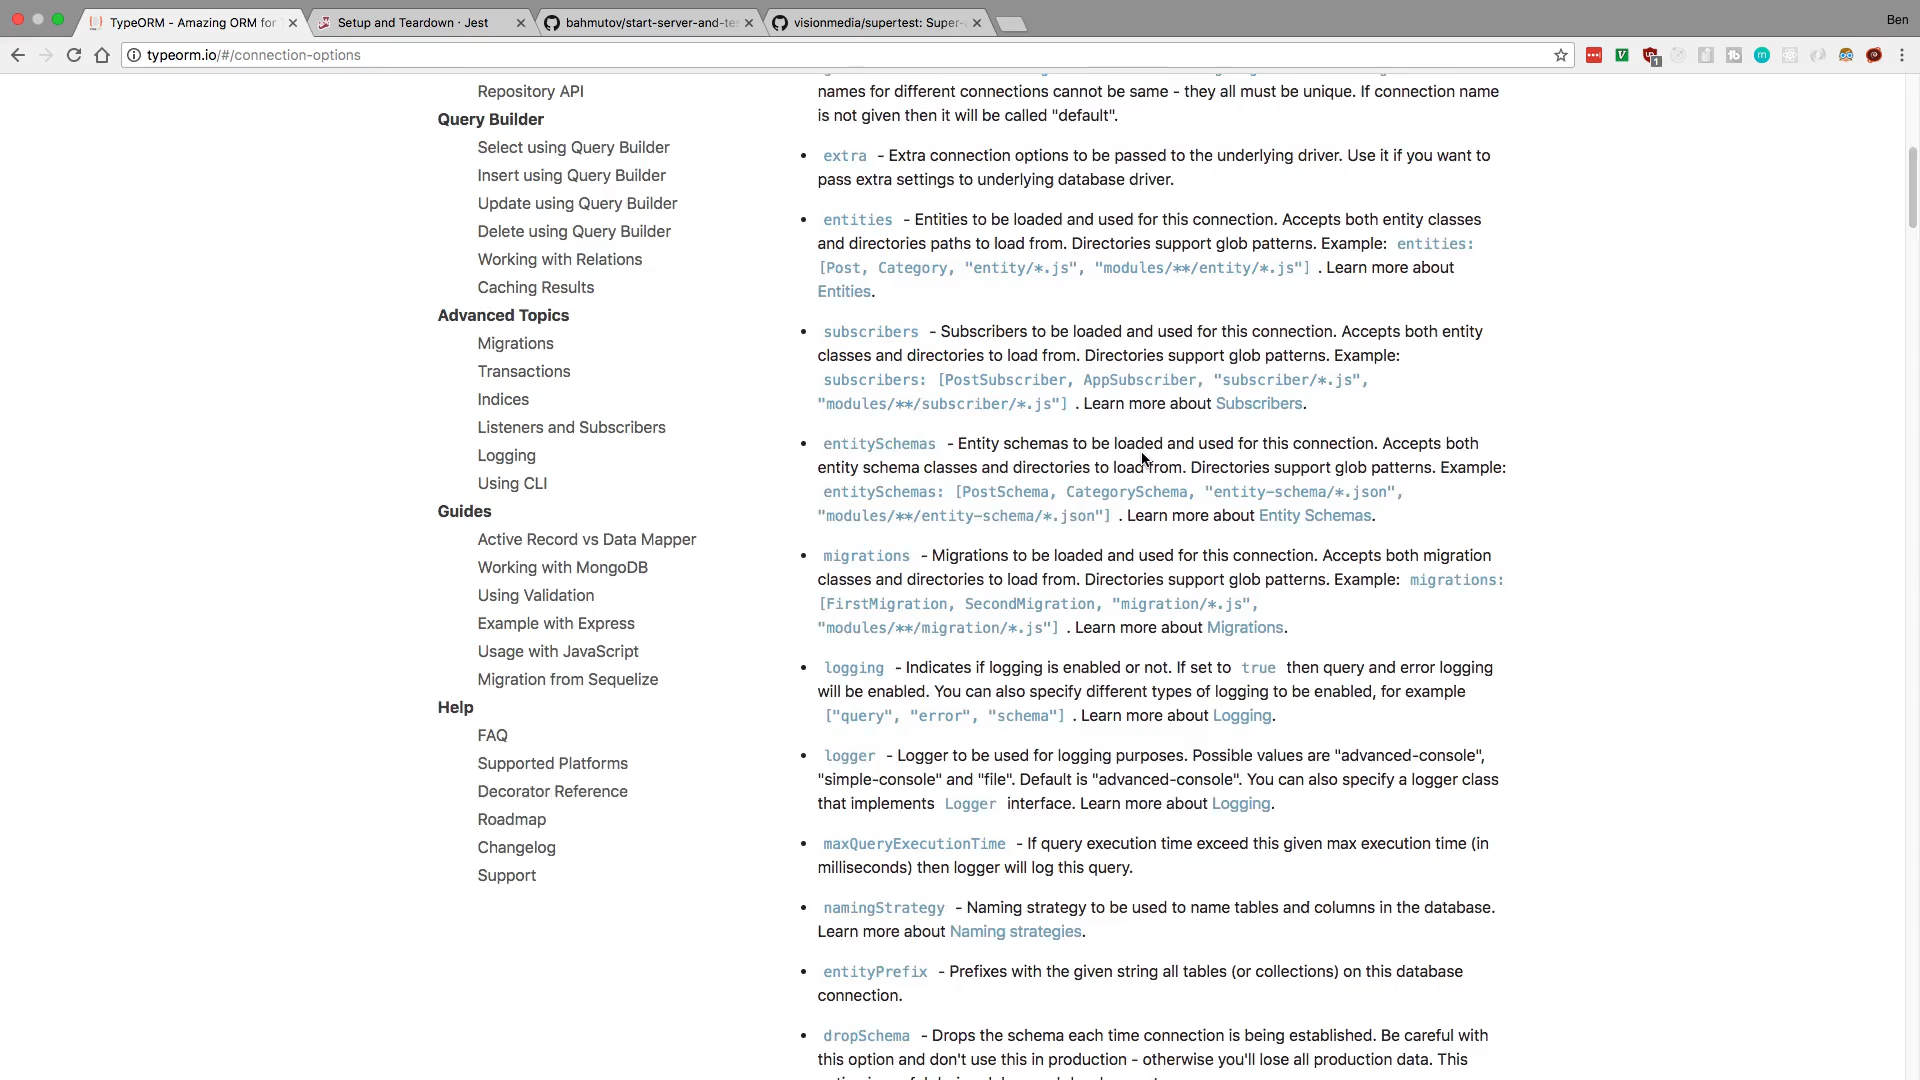 TypeORM - Amazing ORM for
Setup and Teardown · Jest
bahmutov/start-server-and-te
visionmedia/supertest: Super-
Ben
typeorm.io/#/connection-options
1
Repository API
Query Builder
Select using Query Builder
Insert using Query Builder
Update using Query Builder
Delete using Query Builder
Working with Relations
Caching Results
Advanced Topics
Migrations
Transactions
Indices
Listeners and Subscribers
Logging
Using CLI
Guides
Active Record vs Data Mapper
Working with MongoDB
Using Validation
Example with Express
Usage with JavaScript
Migration from Sequelize
Help
FAQ
Supported Platforms
Decorator Reference
Roadmap
Changelog
Support
names for different connections cannot be same - they all must be unique. If connection name
is not given then it will be called "default".
• extra - Extra connection options to be passed to the underlying driver. Use it if you want to
pass extra settings to underlying database driver.
• entities - Entities to be loaded and used for this connection. Accepts both entity classes
and directories paths to load from. Directories support glob patterns. Example: entities:
[Post, Category, "entity/*.js", "modules/**/entity/*.js"] . Learn more about
Entities.
• subscribers - Subscribers to be loaded and used for this connection. Accepts both entity
classes and directories to load from. Directories support glob patterns. Example:
subscribers: [PostSubscriber, AppSubscriber, "subscriber/*.js",
"modules/**/subscriber/*.js"] . Learn more about Subscribers.
• entitySchemas - Entity schemas to be loaded and used for this connection. Accepts both
entity schema classes and directories to load from. Directories support glob patterns. Example:
entitySchemas: [PostSchema, CategorySchema, "entity-schema/*.json",
"modules/**/entity-schema/*.json"] . Learn more about Entity Schemas.
• migrations - Migrations to be loaded and used for this connection. Accepts both migration
classes and directories to load from. Directories support glob patterns. Example: migrations:
[FirstMigration, SecondMigration, "migration/*.js",
"modules/**/migration/*.js"] . Learn more about Migrations.
• logging - Indicates if logging is enabled or not. If set to true then query and error logging
will be enabled. You can also specify different types of logging to be enabled, for example
["query", "error", "schema"] . Learn more about Logging.
• logger - Logger to be used for logging purposes. Possible values are "advanced-console",
"simple-console" and "file". Default is "advanced-console". You can also specify a logger class
that implements Logger interface. Learn more about Logging.
• maxQueryExecutionTime - If query execution time exceed this given max execution time (in
milliseconds) then logger will log this query.
• namingStrategy - Naming strategy to be used to name tables and columns in the database.
Learn more about Naming strategies.
• entityPrefix - Prefixes with the given string all tables (or collections) on this database
connection.
• dropSchema - Drops the schema each time connection is being established. Be careful with
this option and don't use this in production - otherwise you'll lose all production data. This